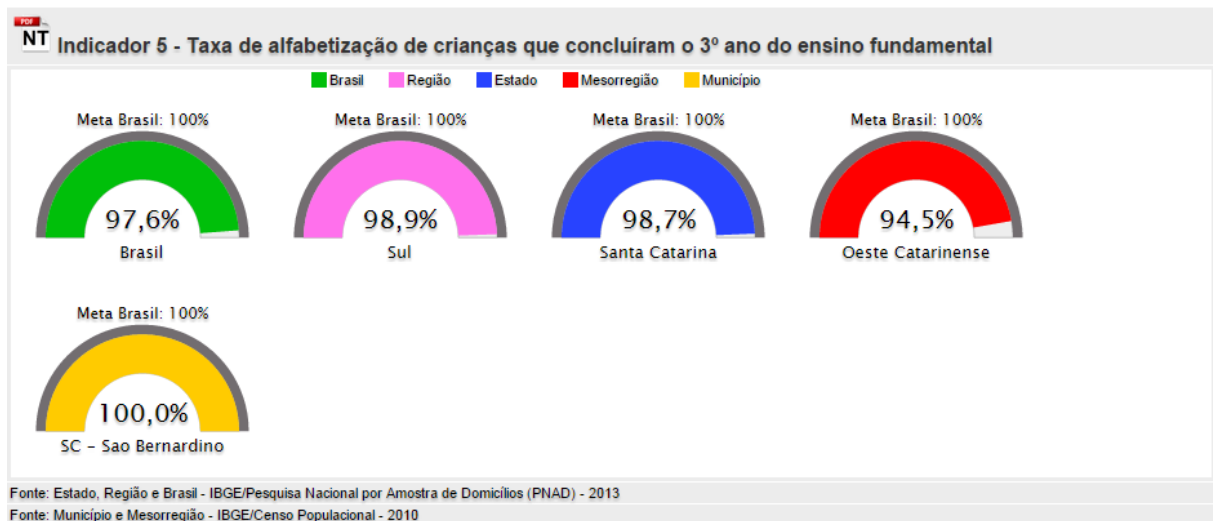 PDF
NT
Indicador 5 - Taxa de alfabetização de crianças que concluíram o 3º ano do ensino fundamental
Brasil Região Estado Mesorregião Município
Meta Brasil: 100% Meta Brasil: 100% Meta Brasil: 100% Meta Brasil: 100%
97,6% 98,9% 98,7% 94,5%
Brasil Sul Santa Catarina Oeste Catarinense
Meta Brasil: 100%
100,0%
SC - Sao Bernardino
Fonte: Estado, Região e Brasil - IBGE/Pesquisa Nacional por Amostra de Domicílios (PNAD) - 2013
Fonte: Município e Mesorregião - IBGE/Censo Populacional - 2010